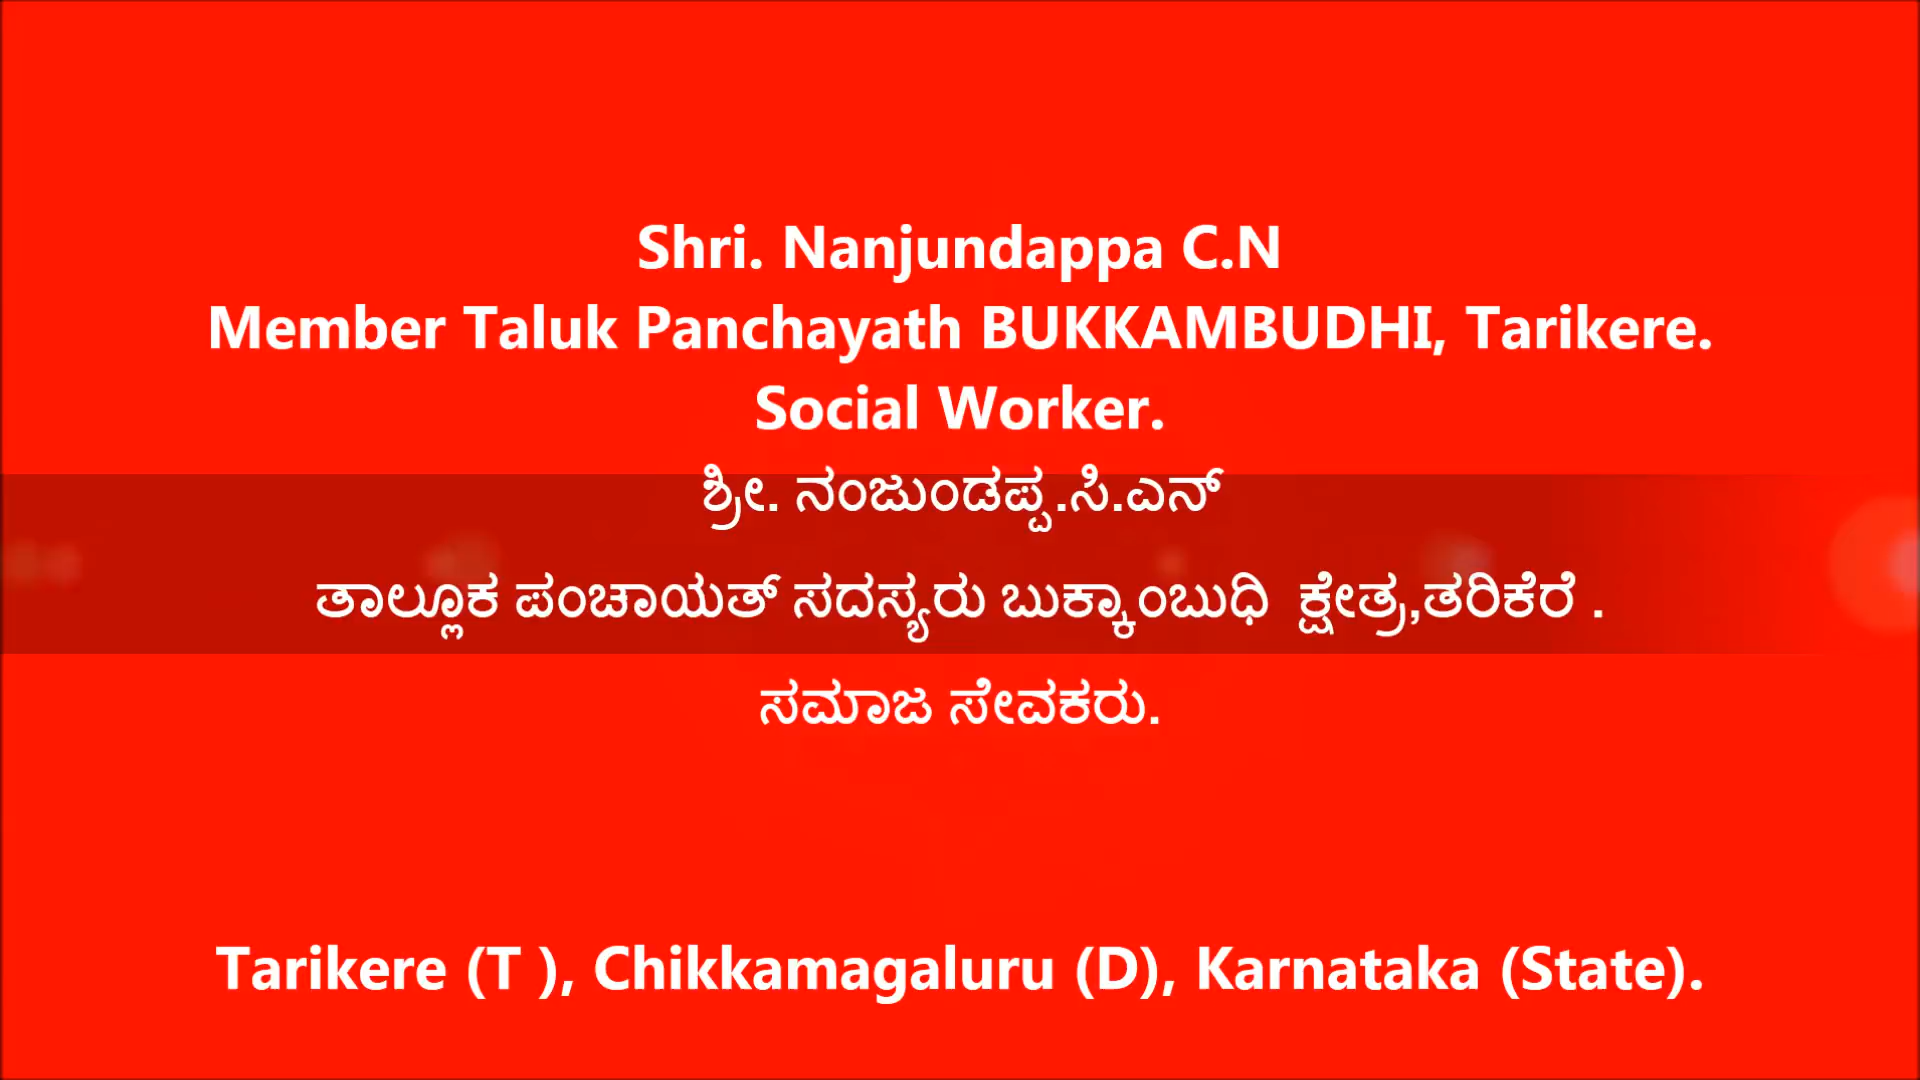 Shri. Nanjundappa C.N
Member Taluk Panchayath BUKKAMBUDHI, Tarikere.
Social Worker.
ಶ್ರೀ. ನಂಜುಂಡಪ್ಪ.ಸಿ.ಎನ್
ತಾಲ್ಲೂಕ ಪಂಚಾಯತ್ ಸದಸ್ಯರು ಬುಕ್ಕಾಂಬುಧಿ  ಕ್ಷೇತ್ರ,ತರಿಕೆರೆ .
ಸಮಾಜ ಸೇವಕರು.
Tarikere (T ), Chikkamagaluru (D), Karnataka (State).